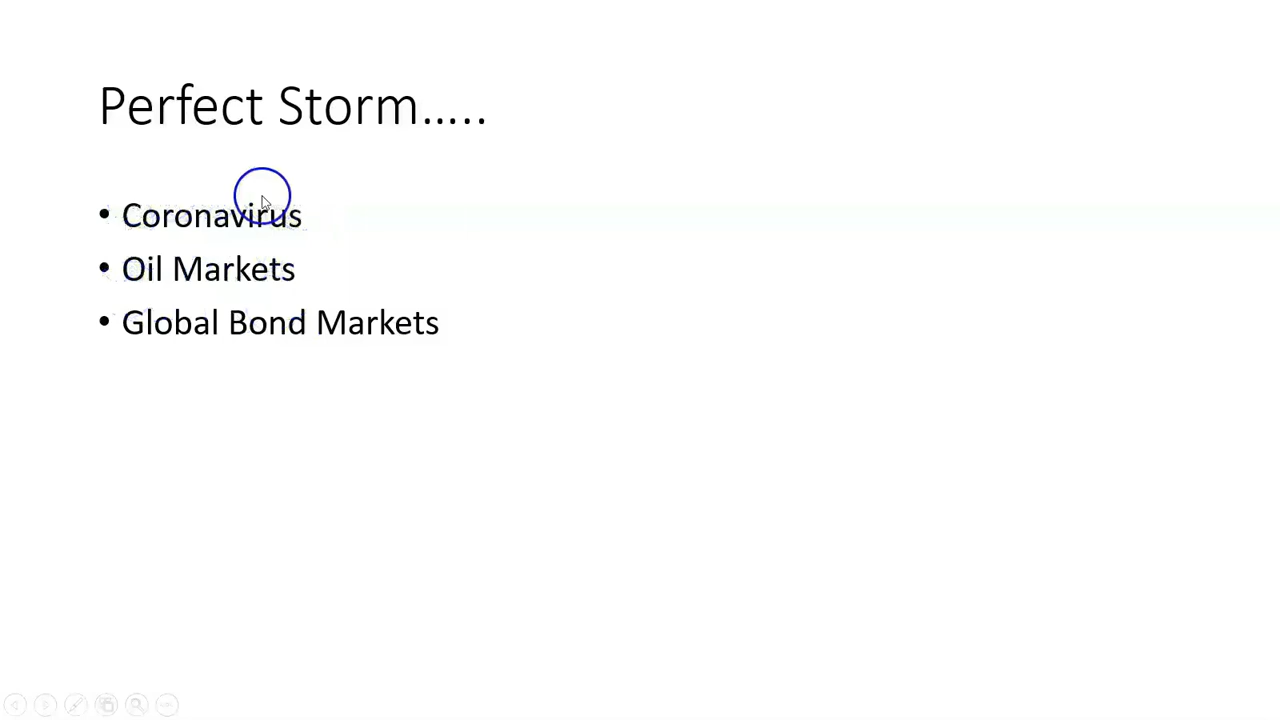 Perfect Storm…..
• Coronavirus
• Oil Markets
• Global Bond Markets